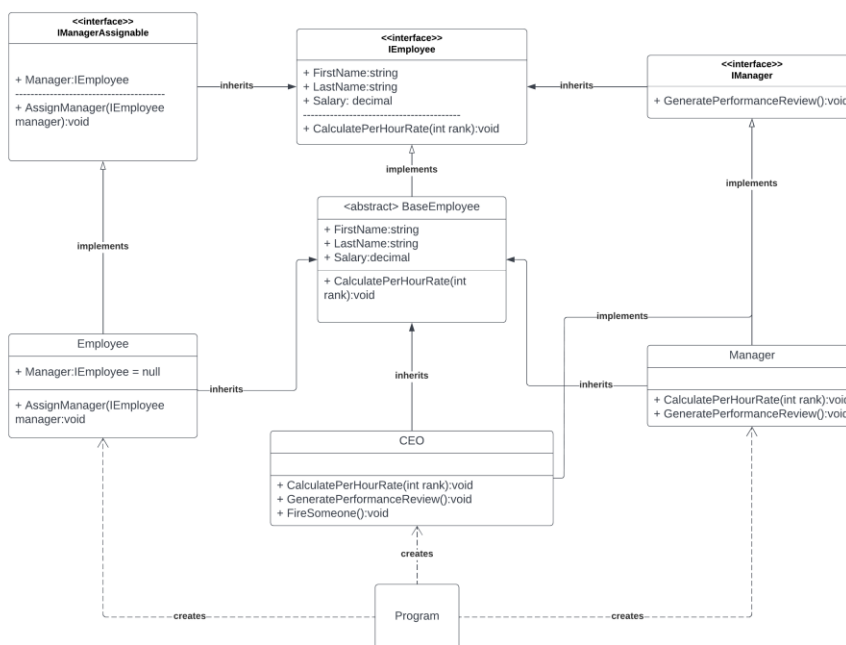 <<interface>>
IManagerAssignable
+ Manager:IEmployee
+ AssignManager(IEmployee
manager):void
inherits
<<interface>>
IEmployee
+ FirstName:string
+ LastName:string
+ Salary: decimal
+ CalculatePerHourRate(int rank):void
inherits
<<interface>>
IManager
+ GeneratePerformanceReview():void
implements
implements
implements
<abstract> BaseEmployee
+ FirstName:string
+ LastName:string
+ Salary:decimal
+ CalculatePerHourRate(int
rank):void
implements
Employee
+ Manager:IEmployee = null
+ AssignManager(IEmployee
manager:void
inherits
inherits
inherits
Manager
+ CalculatePerHourRate(int rank):void
+ GeneratePerformanceReview():void
CEO
+ CalculatePerHourRate(int rank):void
+ GeneratePerformanceReview():void
+ FireSomeone():void
creates
creates
Program
creates